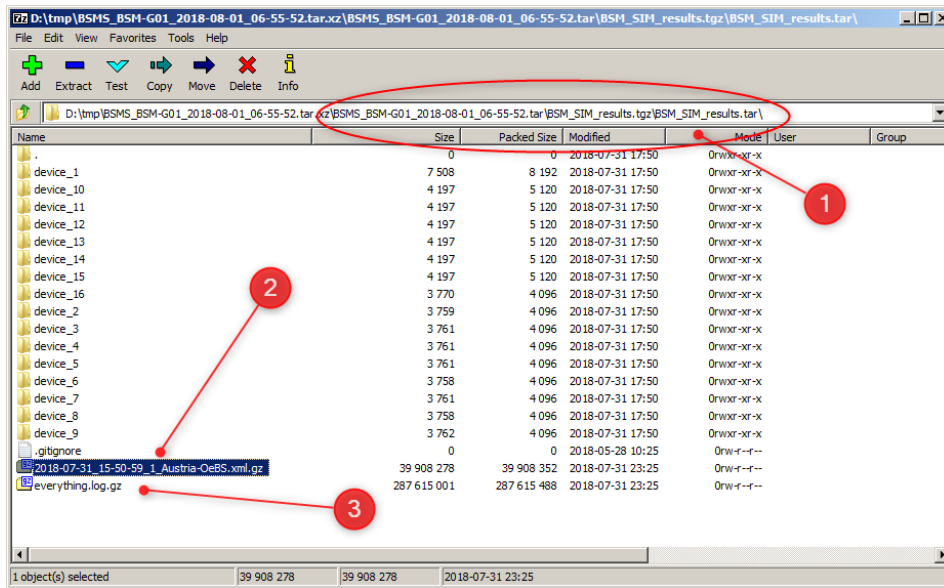 D:\tmp\BSMS_BSM-G01_2018-08-01_06-55-52.tar.xz\BSMS_BSM-G01_2018-08-01_06-55-52.tar\BSM_SIM_results.tgz\BSM_SIM_results.tar\
File Edit View Favorites Tools Help
Add Extract Test Copy Move Delete Info
D:\tmp\BSMS_BSM-G01_2018-08-01_06-55-52.tar.xz\BSMS_BSM-G01_2018-08-01_06-55-52.tar\BSM_SIM_results.tgz\BSM_SIM_results.tar\
Name Size Packed Size Modified Mode User Group
. 0 0 2018-07-31 17:50 0rwxr-xr-x
device_1 7 508 8 192 2018-07-31 17:50 0rwxr-xr-x
device_10 4 197 5 120 2018-07-31 17:50 0rwxr-xr-x
1
device_11 4 197 5 120 2018-07-31 17:50 0rwxr-xr-x
device_12 4 197 5 120 2018-07-31 17:50 0rwxr-xr-x
device_13 4 197 5 120 2018-07-31 17:50 0rwxr-xr-x
device_14 4 197 5 120 2018-07-31 17:50 0rwxr-xr-x
device_15 4 197 5 120 2018-07-31 17:50 0rwxr-xr-x
2
device_16 3 770 4 096 2018-07-31 17:50 0rwxr-xr-x
device_2 3 759 4 096 2018-07-31 17:50 0rwxr-xr-x
device_3 3 761 4 096 2018-07-31 17:50 0rwxr-xr-x
device_4 3 761 4 096 2018-07-31 17:50 0rwxr-xr-x
device_5 3 761 4 096 2018-07-31 17:50 0rwxr-xr-x
device_6 3 758 4 096 2018-07-31 17:50 0rwxr-xr-x
device_7 3 761 4 096 2018-07-31 17:50 0rwxr-xr-x
device_8 3 758 4 096 2018-07-31 17:50 0rwxr-xr-x
device_9 3 762 4 096 2018-07-31 17:50 0rwxr-xr-x
.gitignore 0 0 2018-05-28 10:25 0rw-r--r--
2018-07-31_15-50-59_1_Austria-OeBS.xml.gz 39 908 278 39 908 352 2018-07-31 23:25 0rw-r--r--
everything.log.gz 287 615 001 287 615 488 2018-07-31 23:25 0rw-r--r--
3
1 object(s) selected 39 908 278 39 908 278 2018-07-31 23:25